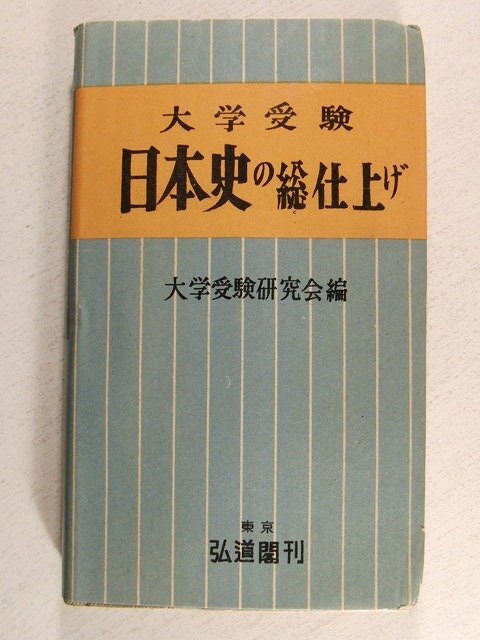 大学受験
日本史の総仕上げ
大学受験研究会編
東京
弘道閣刊